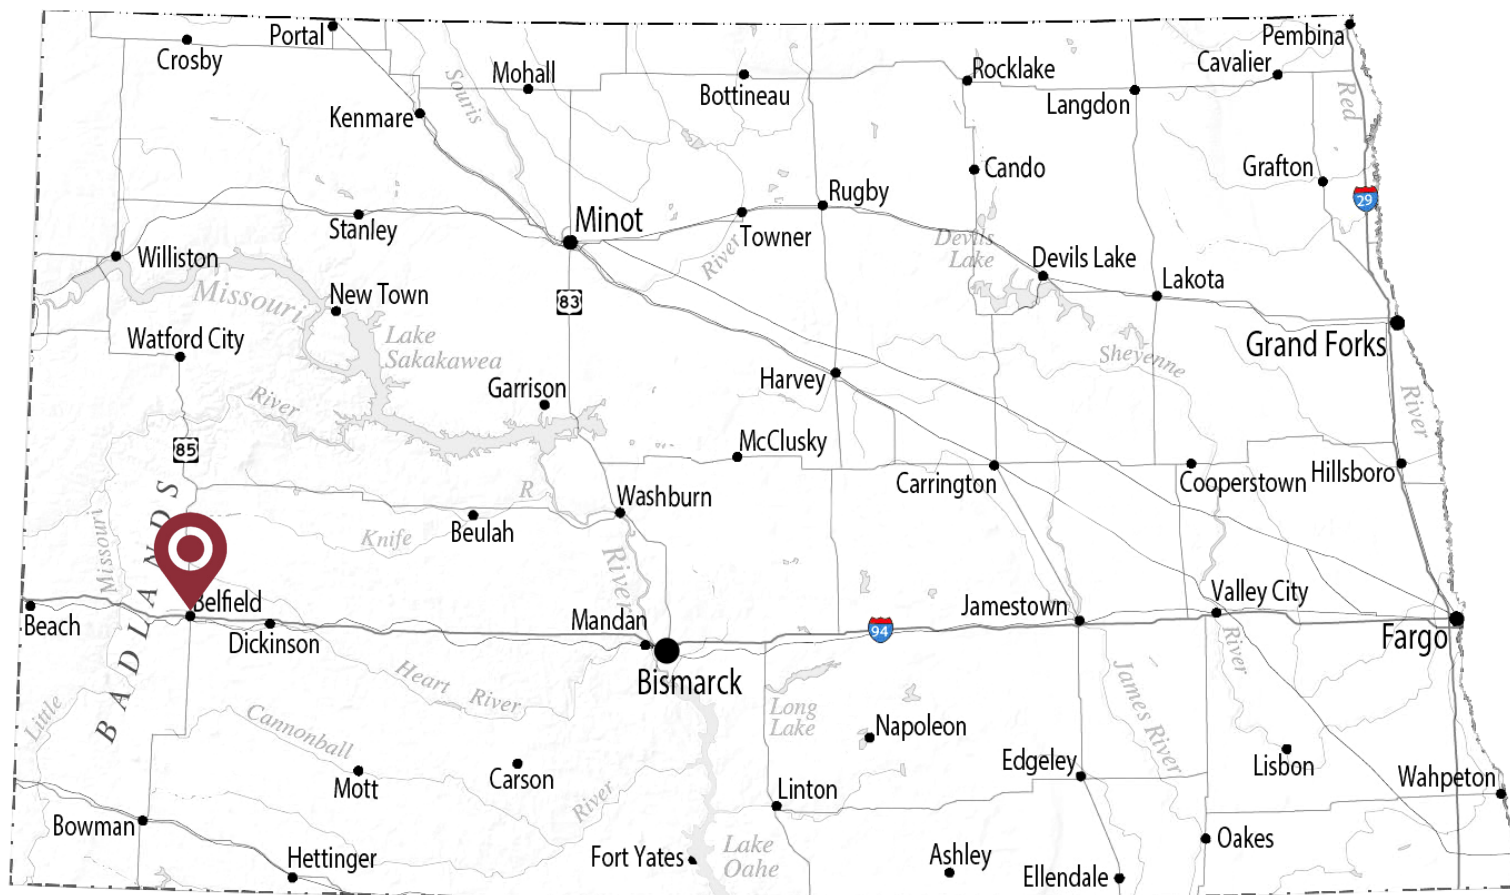 Portal
Pembina
Crosby
Mohall
Rocklake
Cavalier
Souris
Bottineau
Langdon
Red
Kenmare
Cando
Grafton
29
Rugby
Minot
Stanley
Towner
Devils
Lake
River
Williston
Devils Lake
Lakota
Missouri
New Town
83
Watford City
Lake
Sakakawea
Grand Forks
Sheyenne
Harvey
Garrison
River
River
McClusky
85
Carrington
Cooperstown
Hillsboro
R
Washburn
Beulah
Knife
Missouri
BADLANDS
River
Belfield
Beach
Dickinson
Mandan
94
Jamestown
Valley City
Fargo
River
Bismarck
Heart River
James River
Little
Cannonball
Long
Lake
Napoleon
Edgeley
Lisbon
Mott
Carson
River
Linton
Wahpeton
Bowman
Oakes
Hettinger
Fort Yates
Lake
Oahe
Ashley
Ellendale